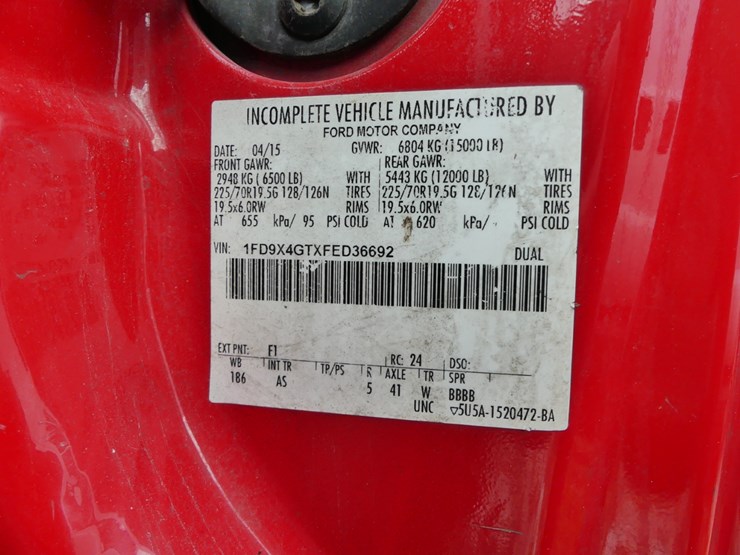 INCOMPLETE VEHICLE MANUFACTURED BY
FORD MOTOR COMPANY
DATE: 04/15 GVWR: 6804 KG (15000 LB)
FRONT GAWR: REAR GAWR:
2948 KG ( 6500 LB) WITH 5443 KG (12000 LB) WITH
225/70R19.5G 128/126N TIRES 225/70R19.5G 128/126N TIRES
19.5x6.0RW RIMS 19.5x6.0RW RIMS
AT 655 kPa/ 95 PSI COLD AT 620 kPa/ PSI COLD
VIN: 1FD9X4GTXFED36692 DUAL
EXT PNT: F1 RC: 24 DSO:
WB INT TR TP/PS R AXLE TR SPR
186 AS 5 41 W BBBB
UNC ▽5U5A-1520472-BA